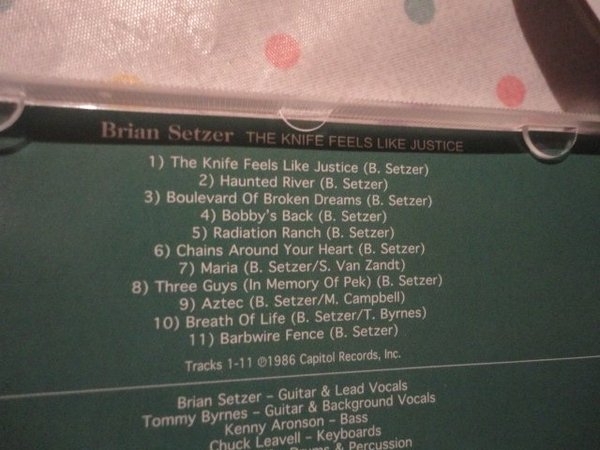 Brian Setzer THE KNIFE FEELS LIKE JUSTICE
1) The Knife Feels Like Justice (B. Setzer)
2) Haunted River (B. Setzer)
3) Boulevard Of Broken Dreams (B. Setzer)
4) Bobby's Back (B. Setzer)
5) Radiation Ranch (B. Setzer)
6) Chains Around Your Heart (B. Setzer)
7) Maria (B. Setzer/S. Van Zandt)
8) Three Guys (In Memory Of Pek) (B. Setzer)
9) Aztec (B. Setzer/M. Campbell)
10) Breath Of Life (B. Setzer/T. Byrnes)
11) Barbwire Fence (B. Setzer)
Tracks 1-11 ℗1986 Capitol Records, Inc.
Brian Setzer – Guitar & Lead Vocals
Tommy Byrnes – Guitar & Background Vocals
Kenny Aronson – Bass
Chuck Leavell – Keyboards
Drums & Percussion